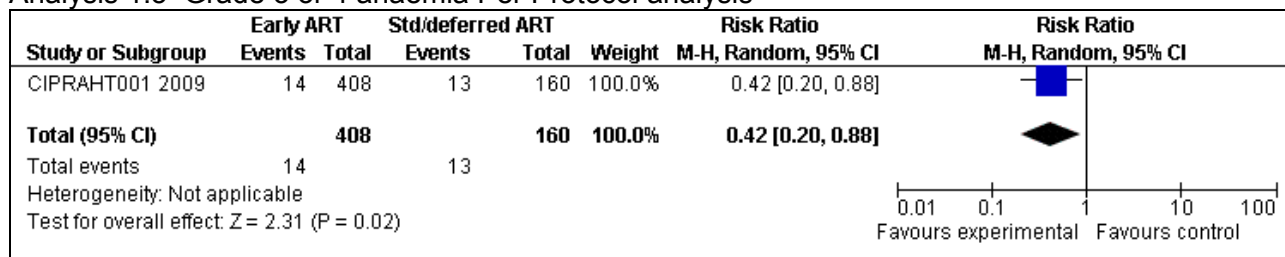 Analysis Grade 3 or 4 anaemia Per Protocol analysis
Early ART Std/deferred ART Risk Ratio Risk Ratio
Study or Subgroup Events Total Events Total Weight M-H, Random, 95% CI M-H, Random, 95% CI
CIPRAHT001 2009 14 408 13 160 100.0% 0.42 [0.20, 0.88]
Total (95% CI) 408 160 100.0% 0.42 [0.20, 0.88]
Total events 14 13
Heterogeneity: Not applicable
Test for overall effect: Z = 2.31 (P = 0.02)
0.01 0.1 1 10 100
Favours experimental Favours control